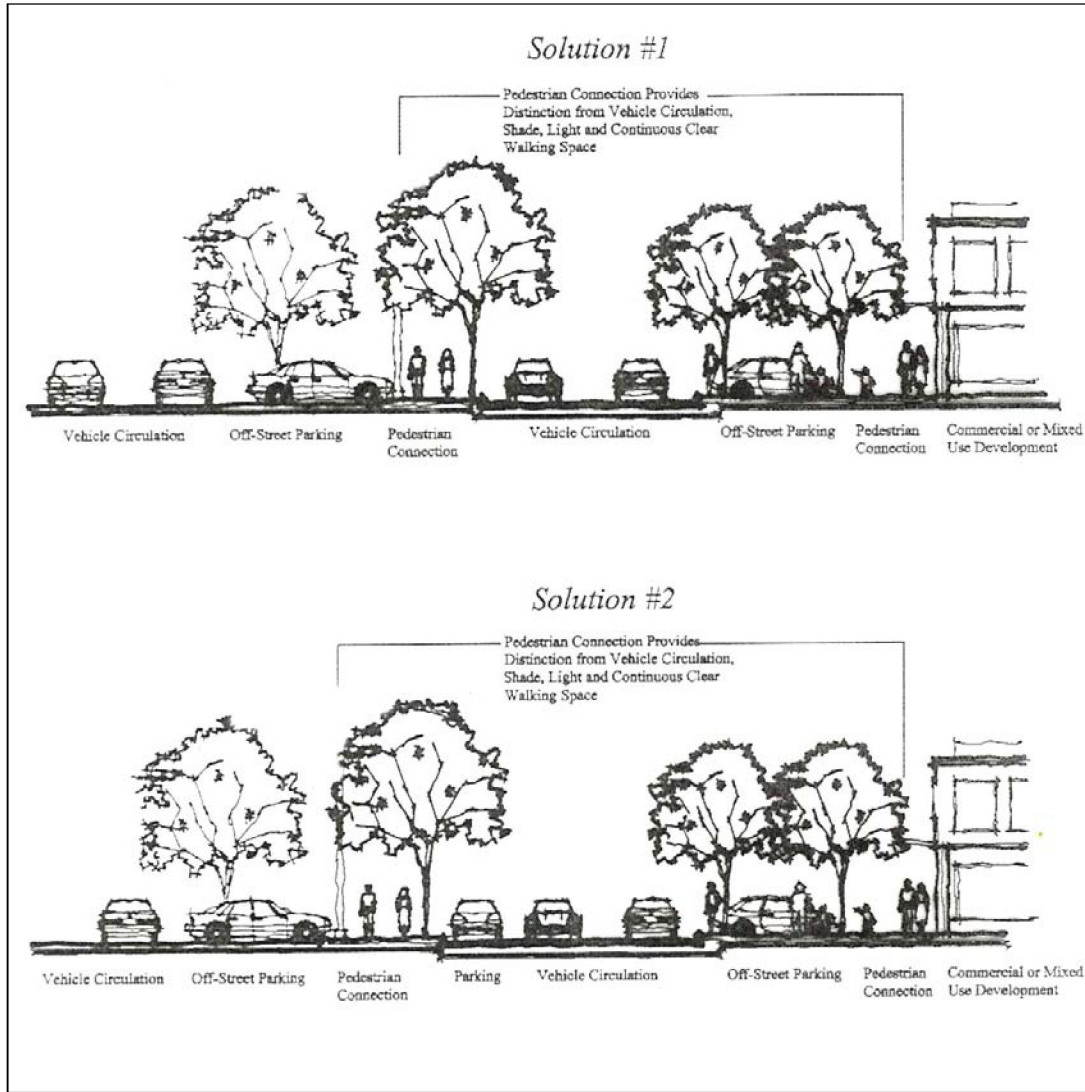 Solution #1
Pedestrian Connection Provides
Distinction from Vehicle Circulation,
Shade, Light and Continuous Clear
Walking Space
Vehicle Circulation Off-Street Parking Pedestrian Vehicle Circulation Off-Street Parking Pedestrian Commercial or Mixed
Connection Connection Use Development
Solution #2
Pedestrian Connection Provides
Distinction from Vehicle Circulation,
Shade, Light and Continuous Clear
Walking Space
Vehicle Circulation Off-Street Parking Pedestrian Parking Vehicle Circulation Off-Street Parking Pedestrian Commercial or Mixed
Connection Connection Use Development